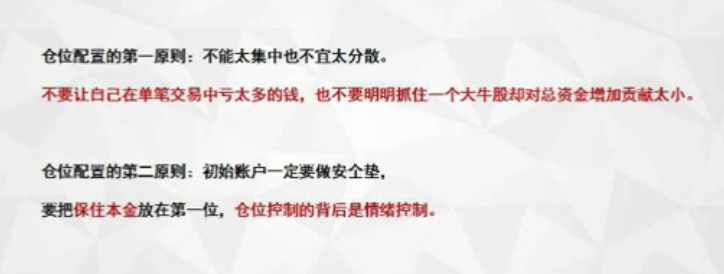 仓位配置的第一原则：不能太集中也不宜太分散。
不要让自己在单笔交易中亏太多的钱，也不要明明抓住一个大牛股却对总资金增加贡献太小。
仓位配置的第二原则：初始账户一定要做安全垫，
要把保住本金放在第一位，仓位控制的背后是情绪控制。